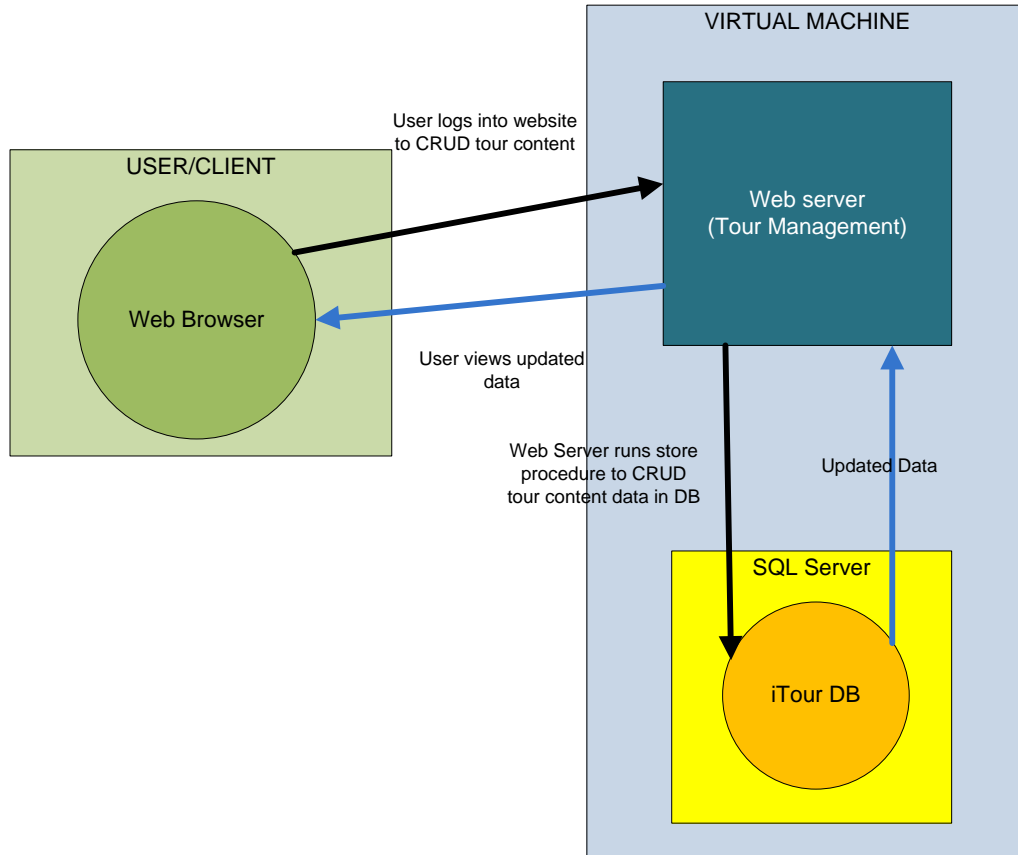 VIRTUAL MACHINE
User logs into website
to CRUD tour content
USER/CLIENT
Web server
(Tour Management)
Web Browser
User views updated
data
Web Server runs store
procedure to CRUD
tour content data in DB
Updated Data
SQL Server
iTour DB